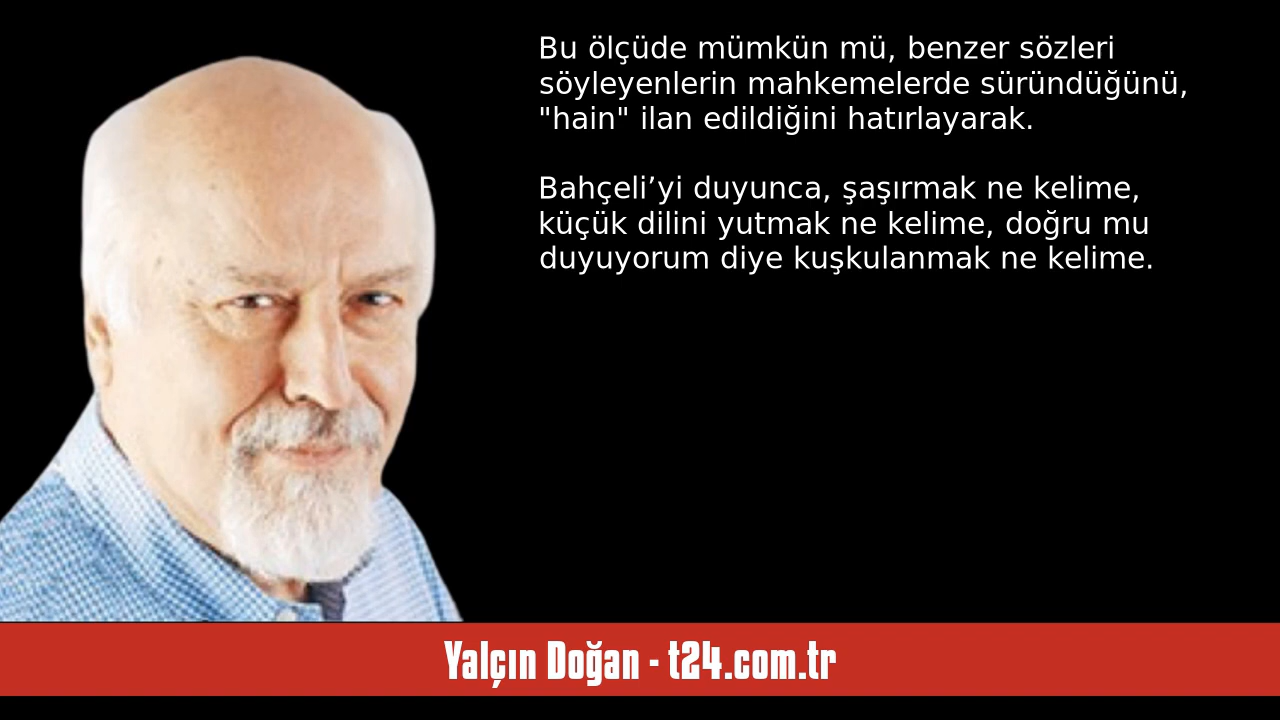 Bu ölçüde mümkün mü, benzer sözleri
söyleyenlerin mahkemelerde süründüğünü,
"hain" ilan edildiğini hatırlayarak.
Bahçeli’yi duyunca, şaşırmak ne kelime,
küçük dilini yutmak ne kelime, doğru mu
duyuyorum diye kuşkulanmak ne kelime.
Yalçın Doğan - t24.com.tr